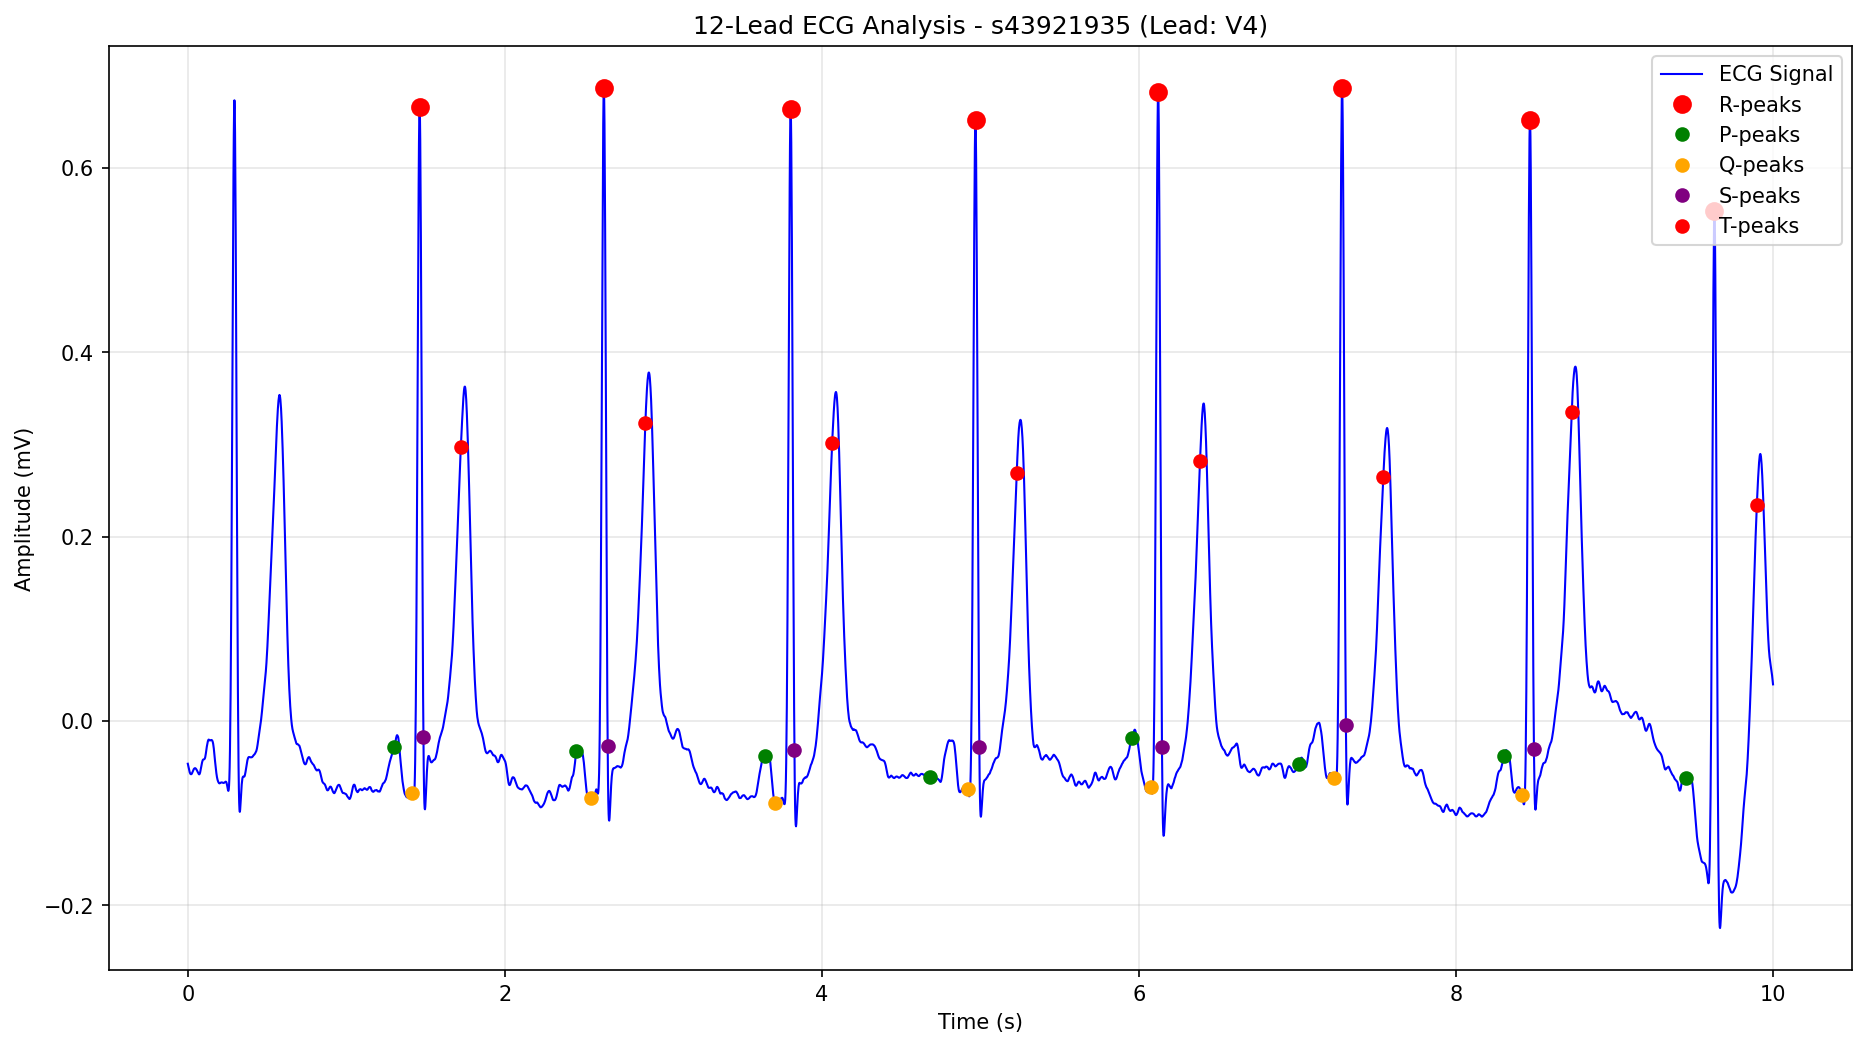 12-Lead ECG Analysis - s43921935 (Lead: V4)
ECG Signal
R-peaks
P-peaks
Q-peaks
S-peaks
T-peaks
Amplitude (mV)
0.6
0.4
0.2
0.0
−0.2
0 2 4 6 8 10
Time (s)